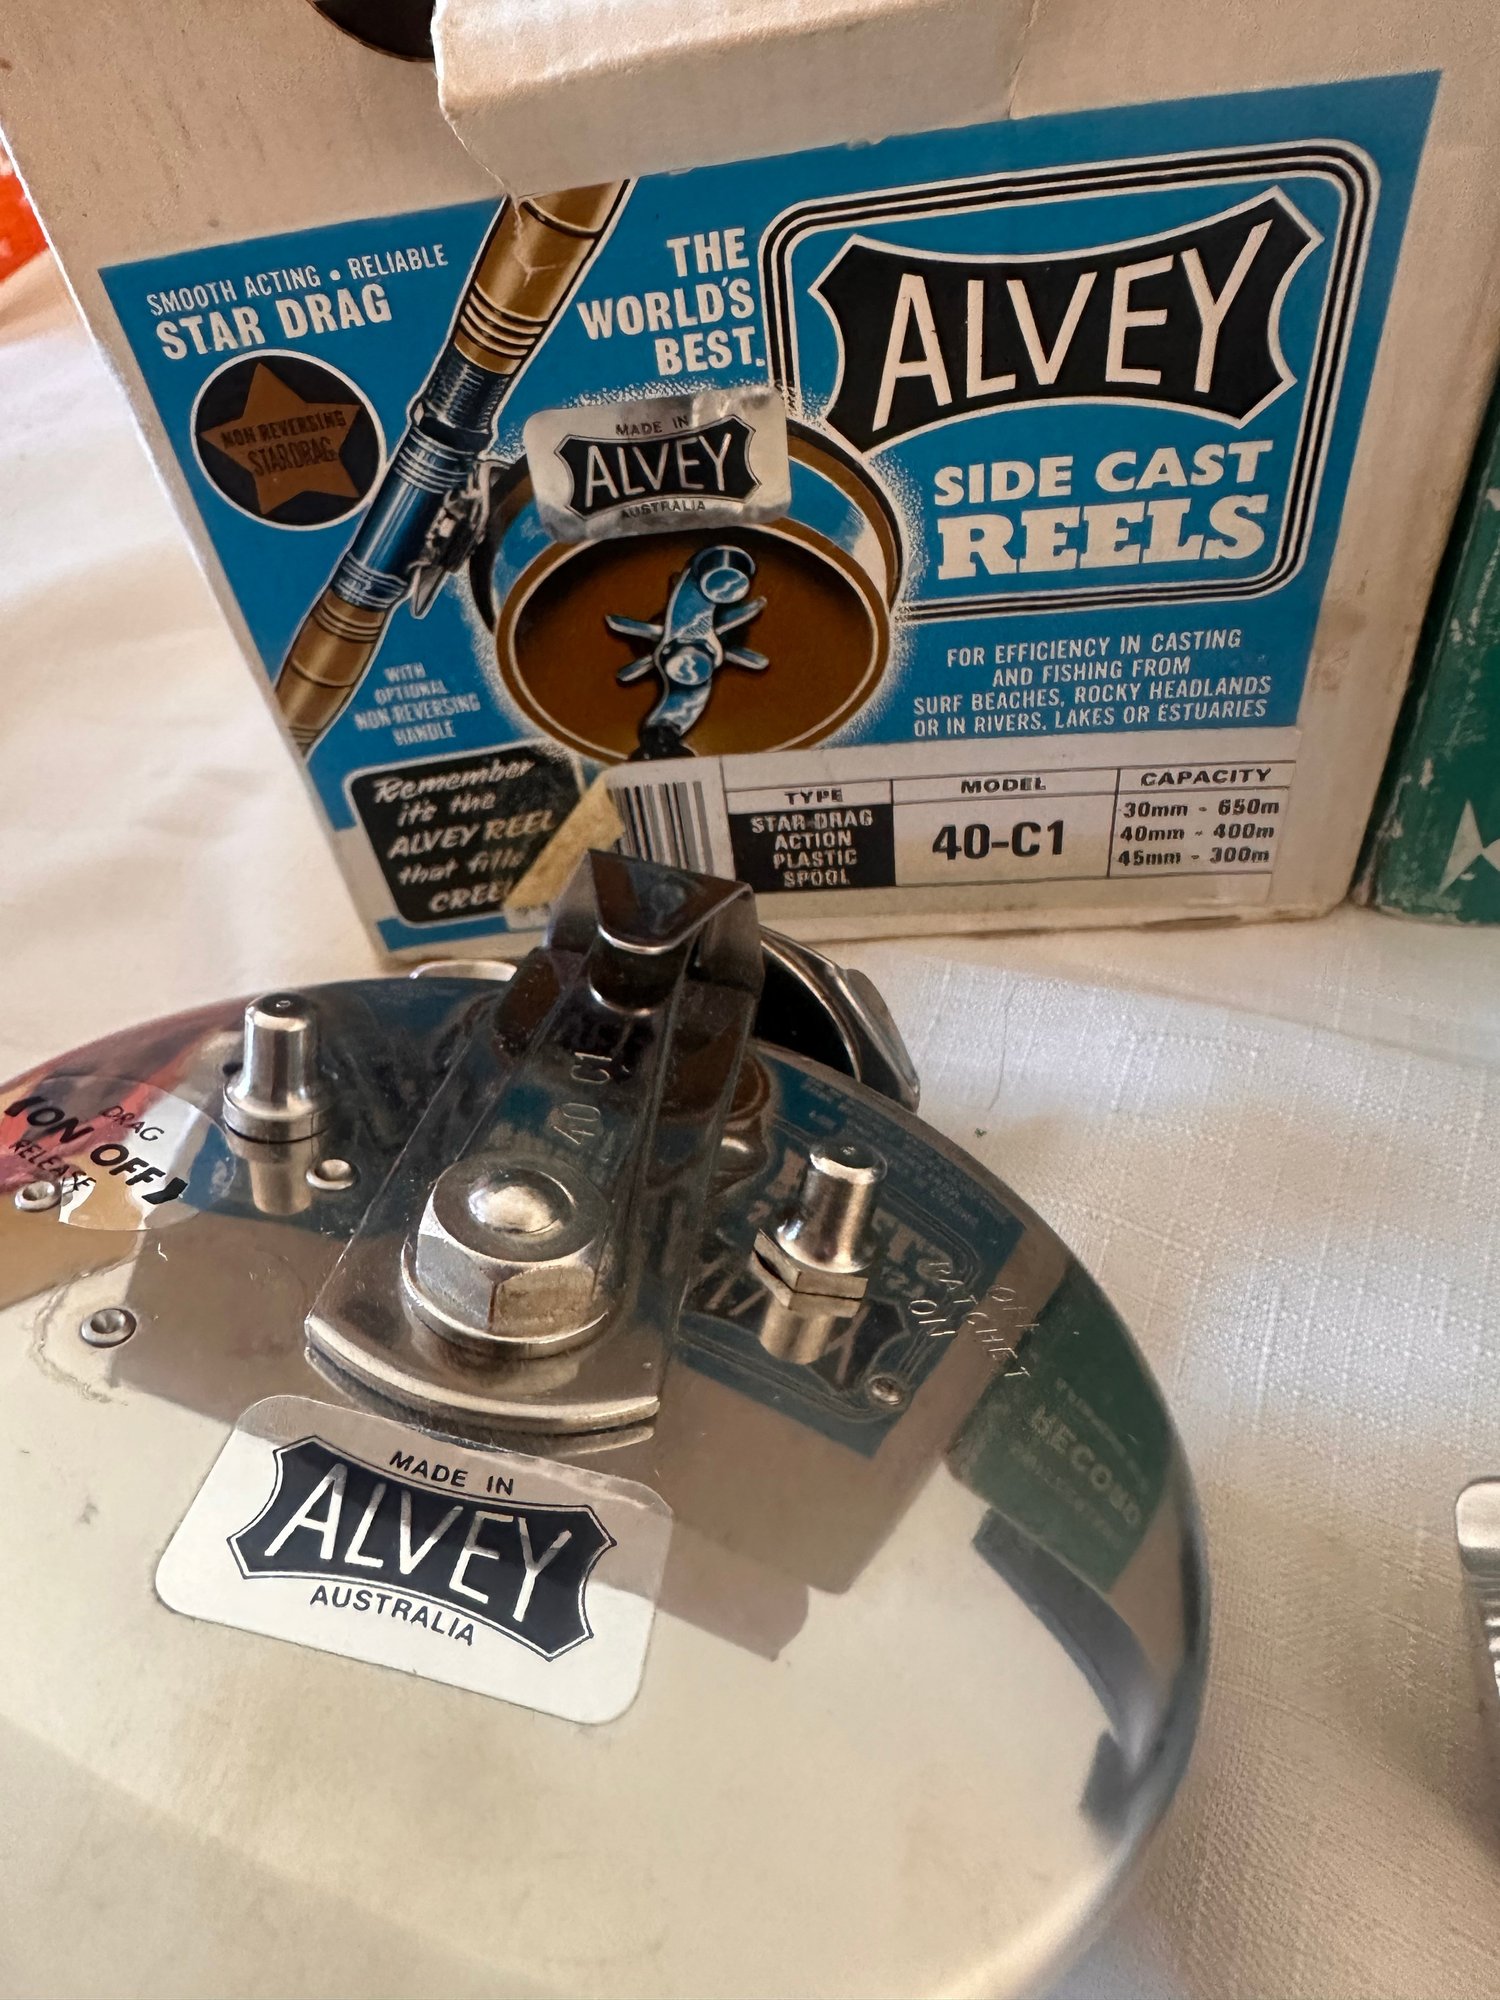 SMOOTH ACTING • RELIABLE
STAR DRAG
NON REVERSING
STARDRAG
THE
WORLD'S
BEST.
ALVEY
SIDE CAST
REELS
MADE IN
ALVEY
AUSTRALIA
FOR EFFICIENCY IN CASTING
AND FISHING FROM
SURF BEACHES, ROCKY HEADLANDS
OR IN RIVERS, LAKES OR ESTUARIES
WITH
OPTIONAL
NON REVERSING
HANDLE
Remember
it's the
ALVEY REEL
that fills
CREEL
TYPE
STAR DRAG
ACTION
PLASTIC
SPOOL
MODEL
40-C1
CAPACITY
30mm - 650m
40mm - 400m
45mm - 300m
40 C1
DRAG
ON OFF
RELEASE
OFF
RATCHET
ON
MADE IN
ALVEY
AUSTRALIA